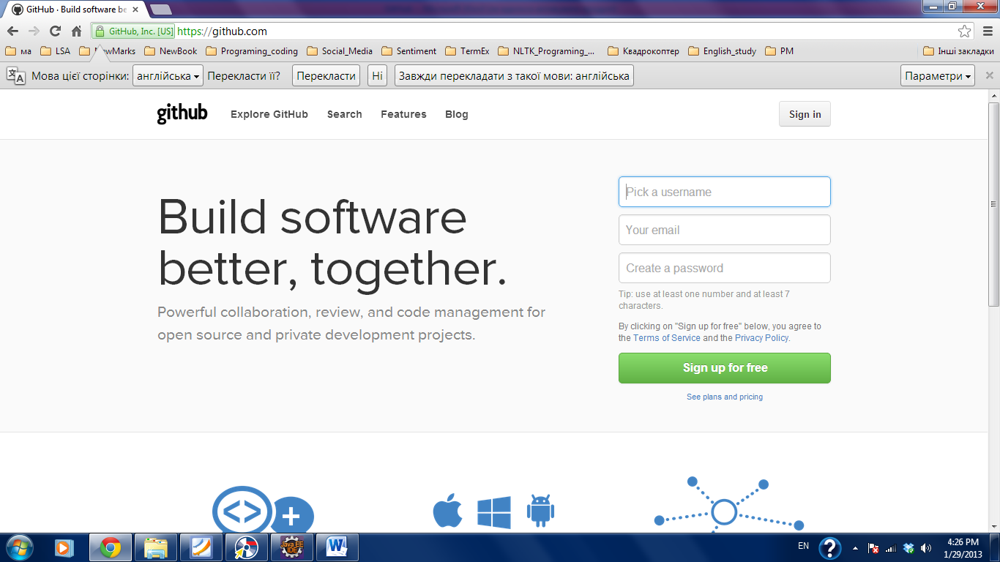 GitHub · Build software be
GitHub, Inc. [US] https://github.com
ма LSA NewMarks NewBook Programing_coding Social_Media Sentiment TermEx NLTK_Programing_... Квадрокоптер English_study PM Інші закладки
Мова цієї сторінки: англійська Перекласти її? Перекласти Ні Завжди перекладати з такої мови: англійська Параметри
github Explore GitHub Search Features Blog Sign in
Build software
better, together.
Powerful collaboration, review, and code management for
open source and private development projects.
Pick a username
Your email
Create a password
Tip: use at least one number and at least 7
characters.
By clicking on "Sign up for free" below, you agree to
the Terms of Service and the Privacy Policy.
Sign up for free
See plans and pricing
Java EE
IDE
EN
4:26 PM
1/29/2013